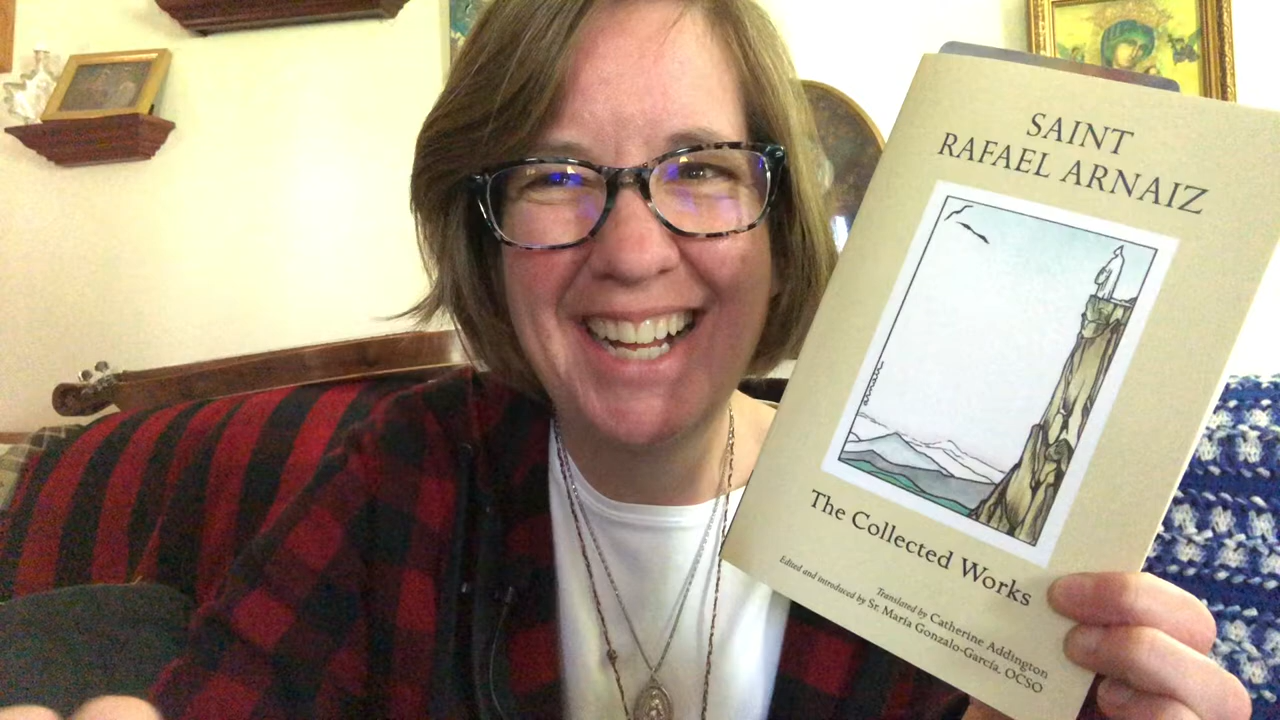 SAINT
RAFAEL ARNAIZ
The Collected Works
Translated by Catherine Addington
Edited and introduced by Sr. María Gonzalo-García, OCSO